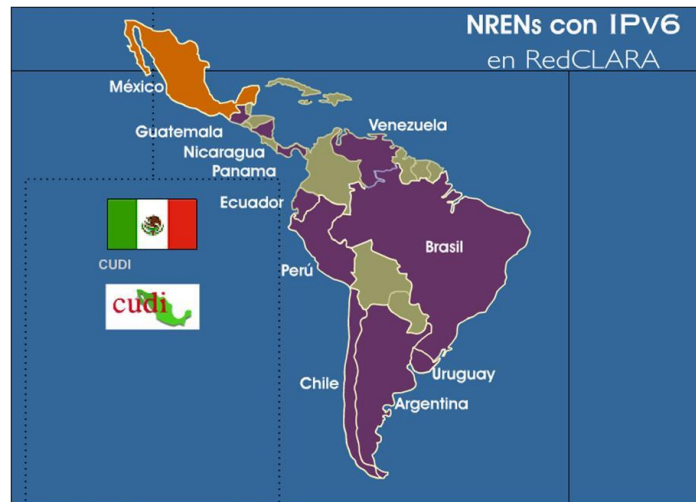 NRENs con IPv6
en RedCLARA
México
Guatemala
Nicaragua
Panama
Venezuela
Ecuador
Brasil
Perú
CUDI
cudi
Uruguay
Chile
Argentina